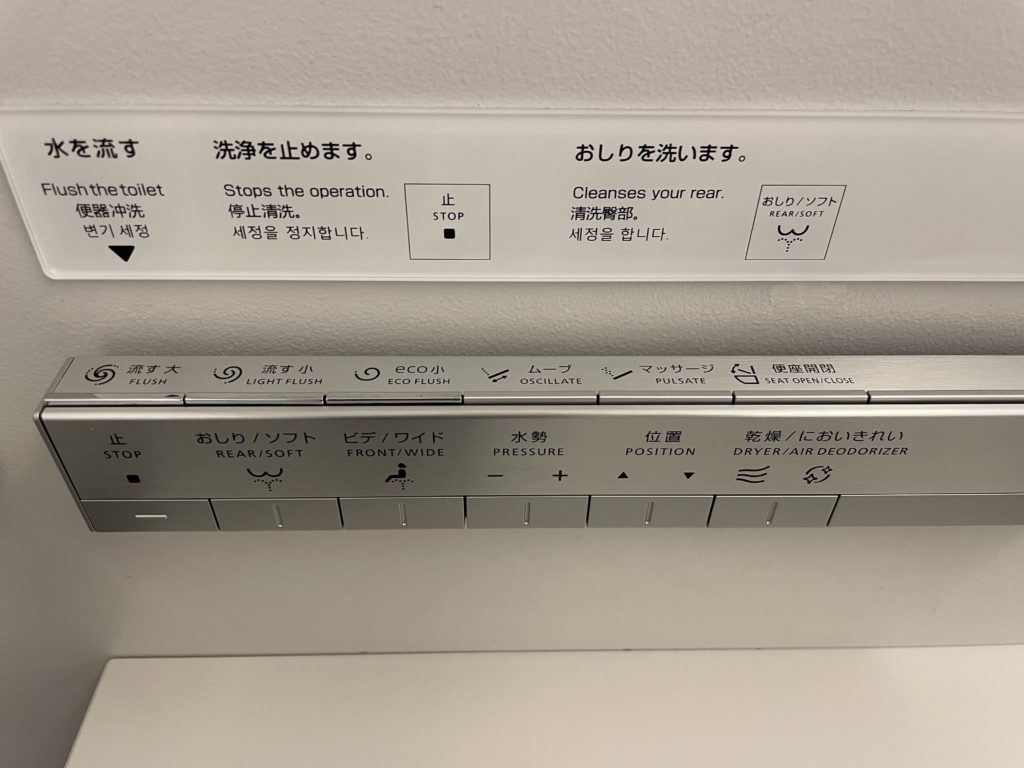 水を流す
Flush the toilet
便器冲洗
변기 세정
洗浄を止めます。
Stops the operation.
停止清洗。
세정을 정지합니다.
止
STOP
おしりを洗います。
Cleanses your rear.
清洗臀部。
세정을 합니다.
おしり/ソフト
REAR/SOFT
流す大
FLUSH
流す小
LIGHT FLUSH
eco小
ECO FLUSH
ムーブ
OSCILLATE
マッサージ
PULSATE
便座開閉
SEAT OPEN/CLOSE
止
STOP
おしり/ソフト
REAR/SOFT
ビデ/ワイド
FRONT/WIDE
水勢
PRESSURE
− +
位置
POSITION
▲ ▼
乾燥/においきれい
DRYER/AIR DEODORIZER